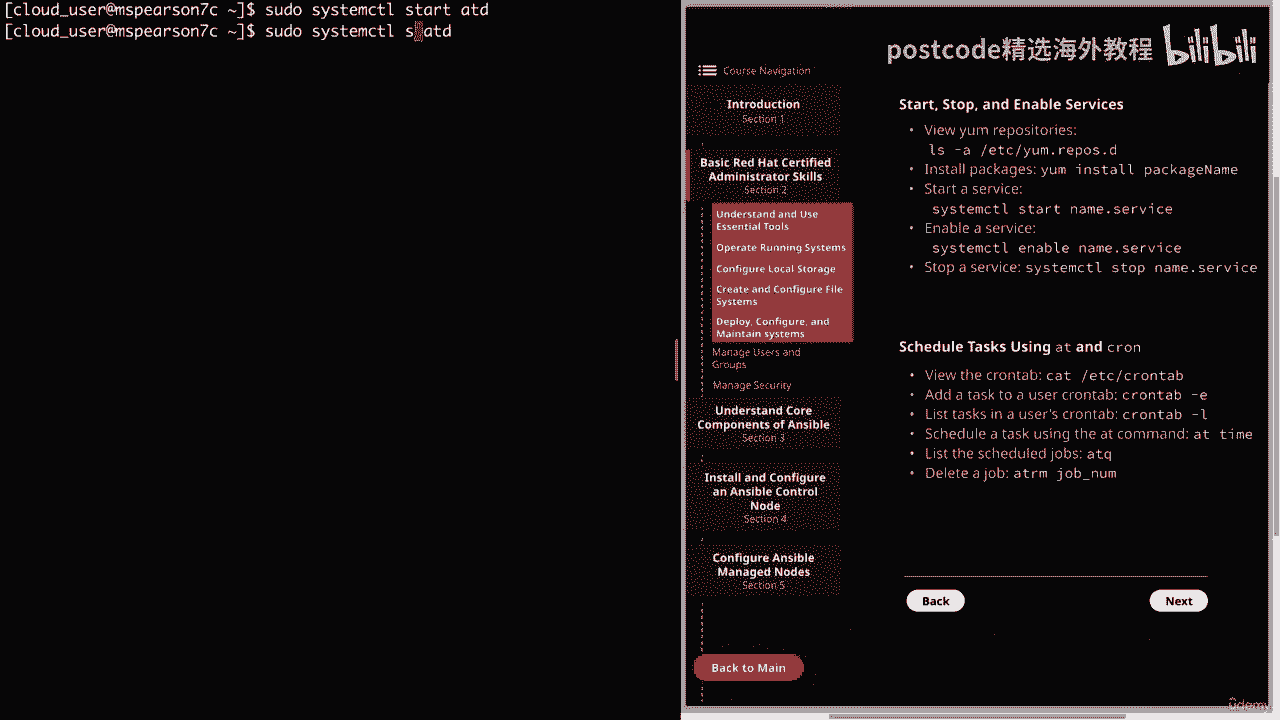 [cloud_user@mspearson7c ~]$ sudo systemctl start atd
[cloud_user@mspearson7c ~]$ sudo systemctl s atd
postcode精选海外教程 bilibili
Course Navigation
Introduction
Section 1
Basic Red Hat Certified
Administrator Skills
Section 2
Understand and Use
Essential Tools
Operate Running Systems
Configure Local Storage
Create and Configure File
Systems
Deploy, Configure, and
Maintain systems
Manage Users and
Groups
Manage Security
Understand Core
Components of Ansible
Section 3
Install and Configure
an Ansible Control
Node
Section 4
Configure Ansible
Managed Nodes
Section 5
Back to Main
Start, Stop, and Enable Services
• View yum repositories:
ls -a /etc/yum.repos.d
• Install packages: yum install packageName
• Start a service:
systemctl start name.service
• Enable a service:
systemctl enable name.service
• Stop a service: systemctl stop name.service
Schedule Tasks Using at and cron
• View the crontab: cat /etc/crontab
• Add a task to a user crontab: crontab -e
• List tasks in a user's crontab: crontab -l
• Schedule a task using the at command: at time
• List the scheduled jobs: atq
• Delete a job: atrm job_num
Back
Next
udemy